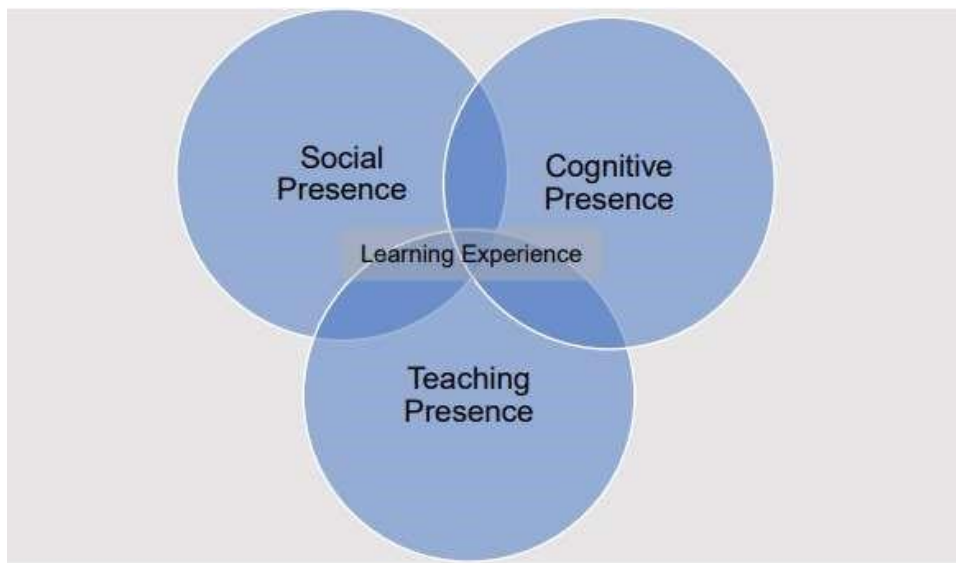 Social
Presence
Cognitive
Presence
Learning Experience
Teaching
Presence